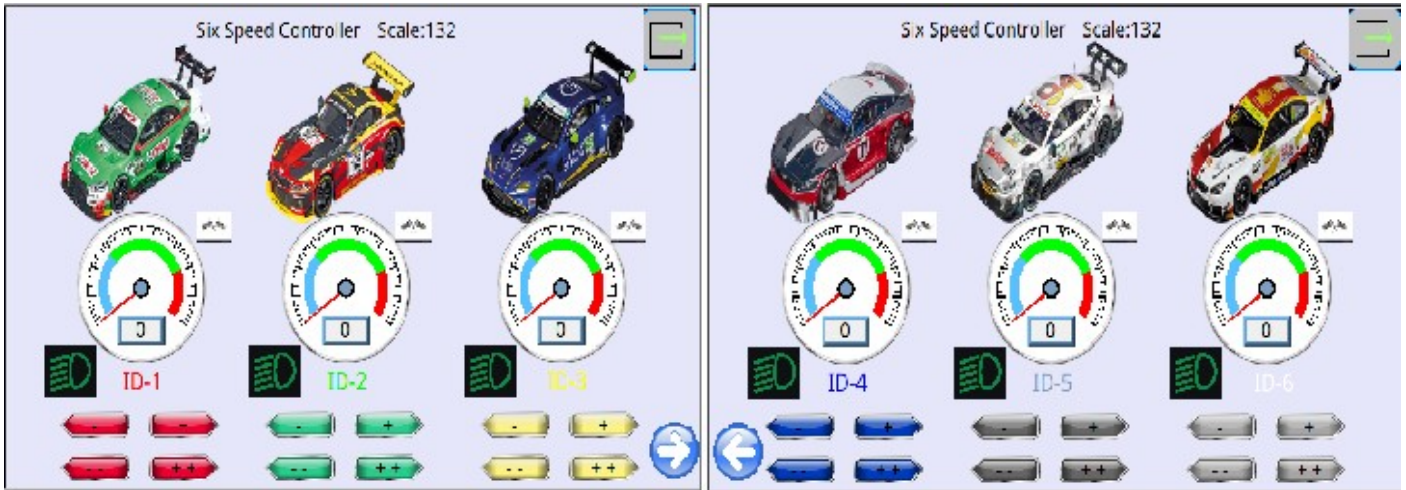 Six Speed Controller Scale:132
Six Speed Controller Scale:132
0 0 0 0 0 0
ID-1 ID-2 ID-3 ID-4 ID-5 ID-6
- - - + - + - + - + - +
-- ++ -- ++ -- ++ -- ++ -- ++ -- ++